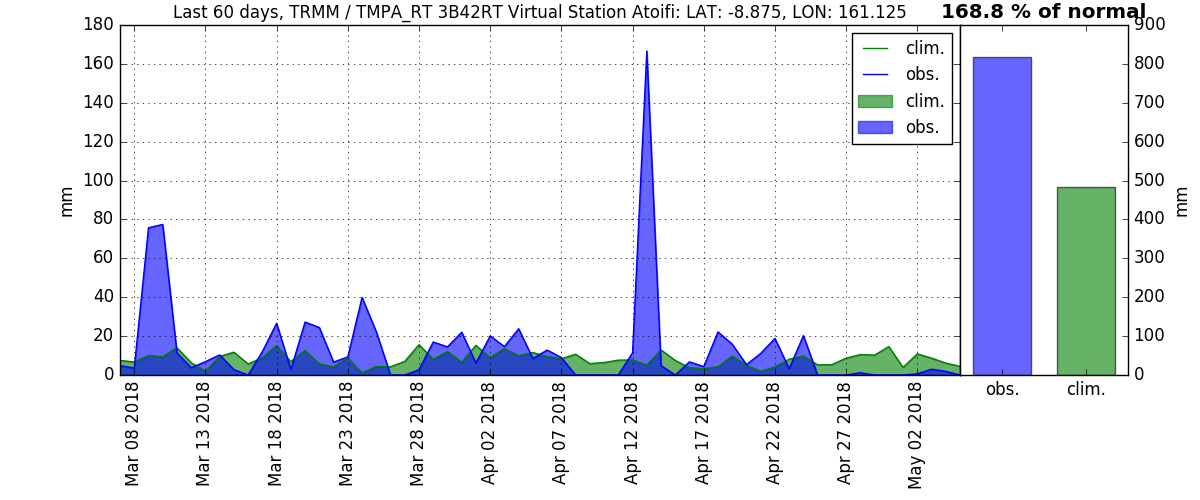 Last 60 days, TRMM / TMPA_RT 3B42RT Virtual Station Atoifi: LAT: -8.875, LON: 161.125
168.8 % of normal
mm
180
160
140
120
100
80
60
40
20
0
clim.
obs.
clim.
obs.
Mar 08 2018
Mar 13 2018
Mar 18 2018
Mar 23 2018
Mar 28 2018
Apr 02 2018
Apr 07 2018
Apr 12 2018
Apr 17 2018
Apr 22 2018
Apr 27 2018
May 02 2018
900
800
700
600
500
400
300
200
100
0
mm
obs.
clim.